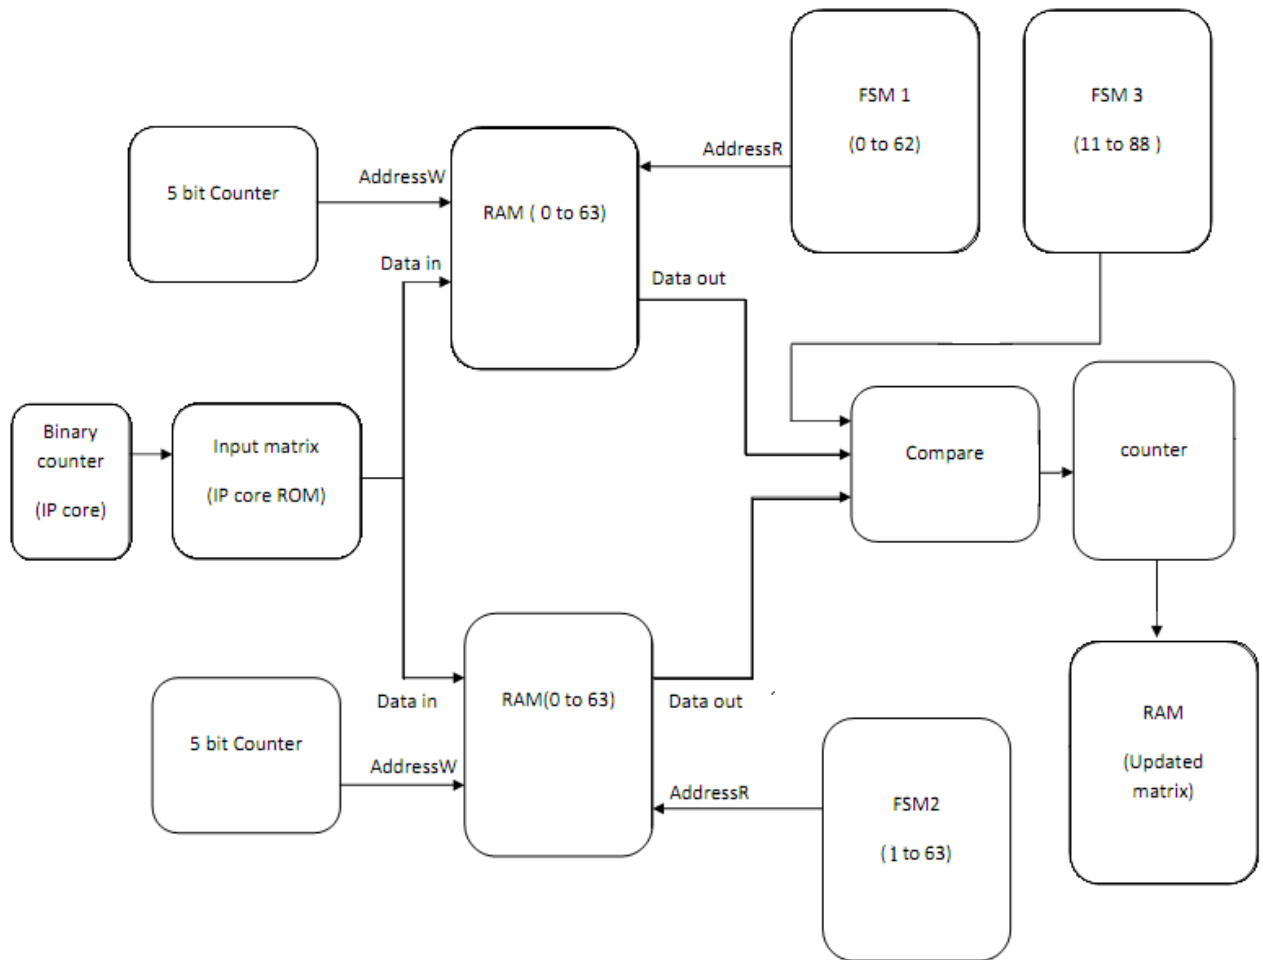 FSM 1
(0 to 62)
FSM 3
(11 to 88 )
5 bit Counter
AddressW
AddressR
RAM ( 0 to 63)
Data in
Data out
Binary
counter
(IP core)
Input matrix
(IP core ROM)
Compare
counter
Data in
RAM(0 to 63)
Data out
5 bit Counter
AddressW
AddressR
FSM2
(1 to 63)
RAM
(Updated
matrix)